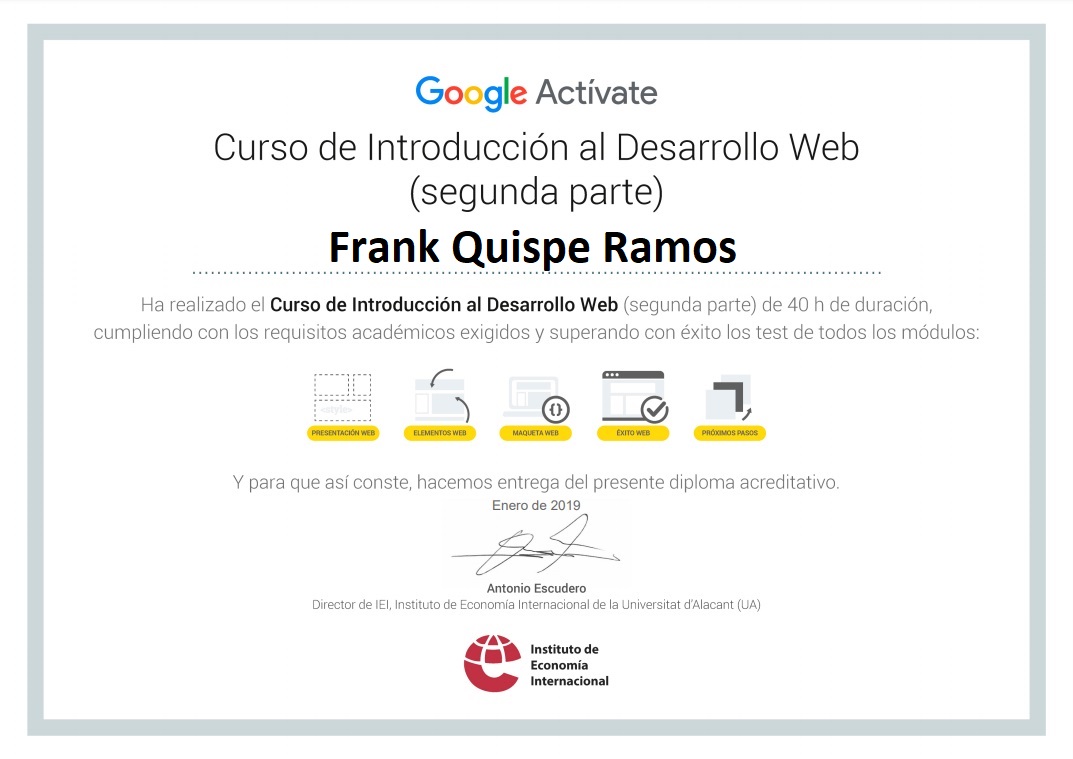 Google Actívate
Curso de Introducción al Desarrollo Web
(segunda parte)
Frank Quispe Ramos
Ha realizado el Curso de Introducción al Desarrollo Web (segunda parte) de 40 h de duración,
cumpliendo con los requisitos académicos exigidos y superando con éxito los test de todos los módulos:
<style>
PRESENTACIÓN WEB
ELEMENTOS WEB
{}
MAQUETA WEB
ÉXITO WEB
PRÓXIMOS PASOS
Y para que así conste, hacemos entrega del presente diploma acreditativo.
Enero de 2019
Antonio Escudero
Director de IEI, Instituto de Economía Internacional de la Universitat d'Alacant (UA)
Instituto de
Economía
Internacional